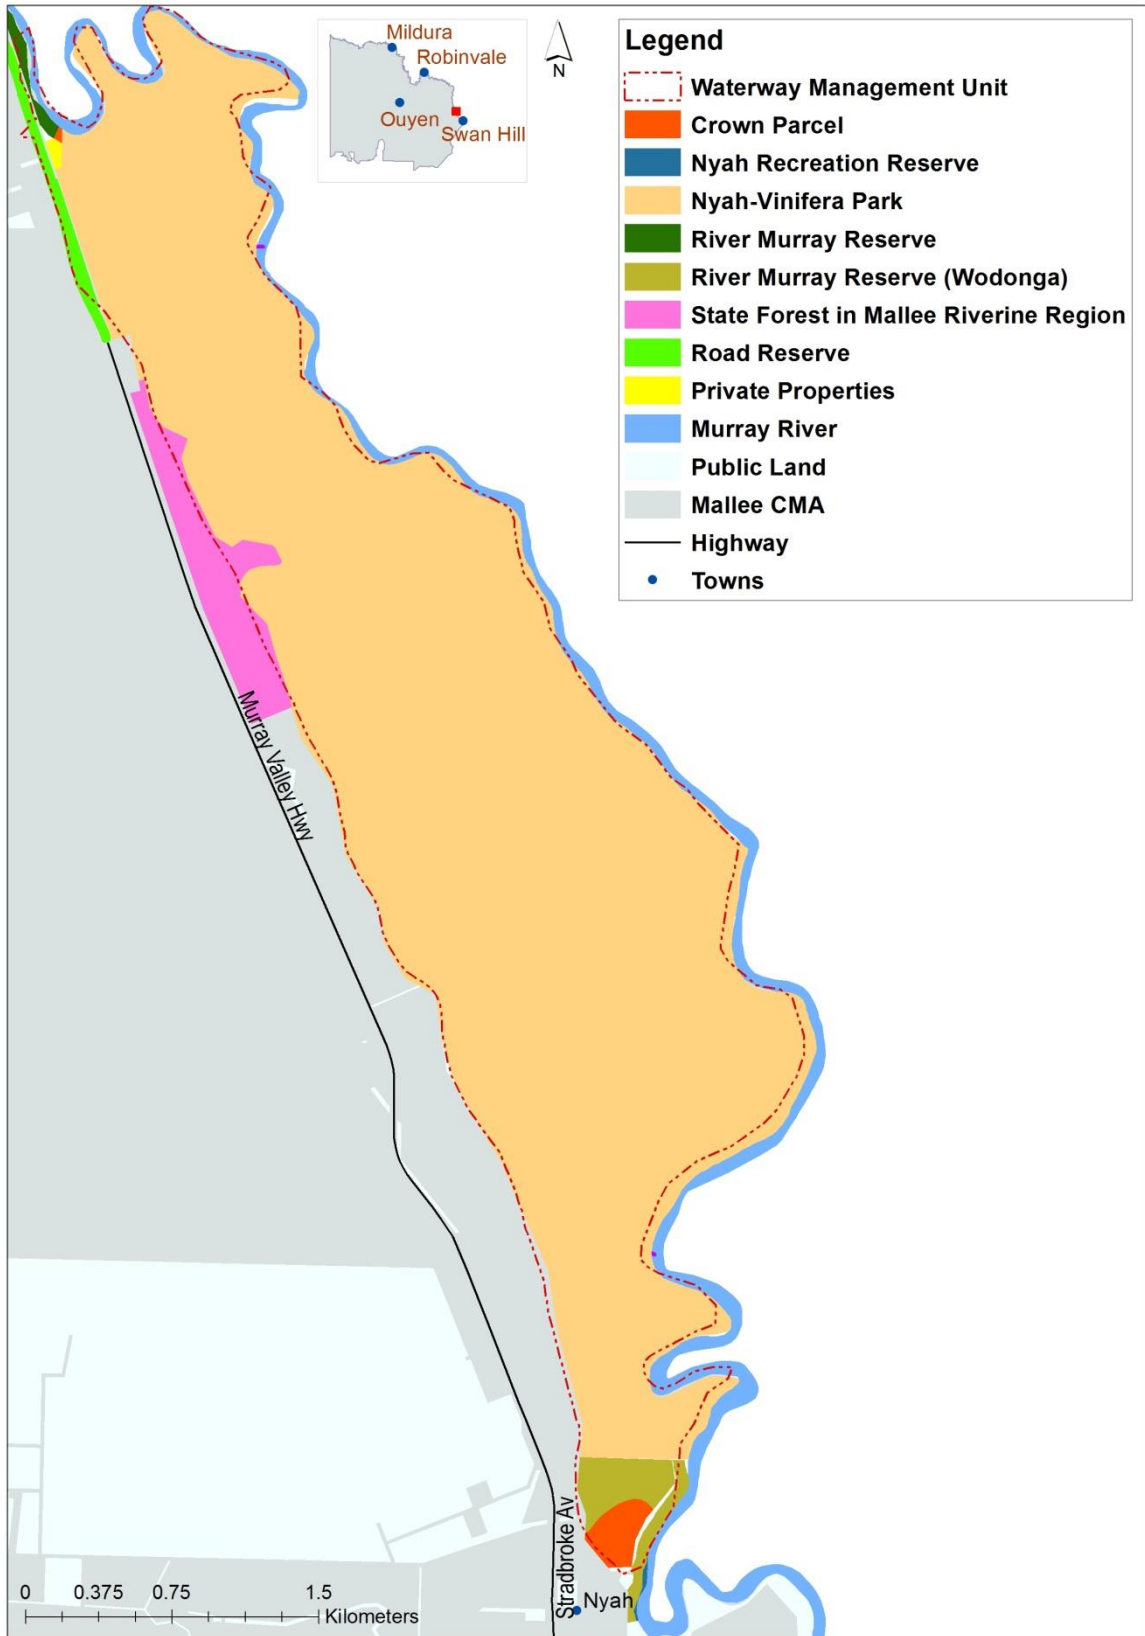 Mildura
Robinvale
Ouyen
Swan Hill
N
Legend
Waterway Management Unit
Crown Parcel
Nyah Recreation Reserve
Nyah-Vinifera Park
River Murray Reserve
River Murray Reserve (Wodonga)
State Forest in Mallee Riverine Region
Road Reserve
Private Properties
Murray River
Public Land
Mallee CMA
Highway
Towns
Murray Valley Hwy
Stradbroke Av
Nyah
0 0.375 0.75 1.5
Kilometers